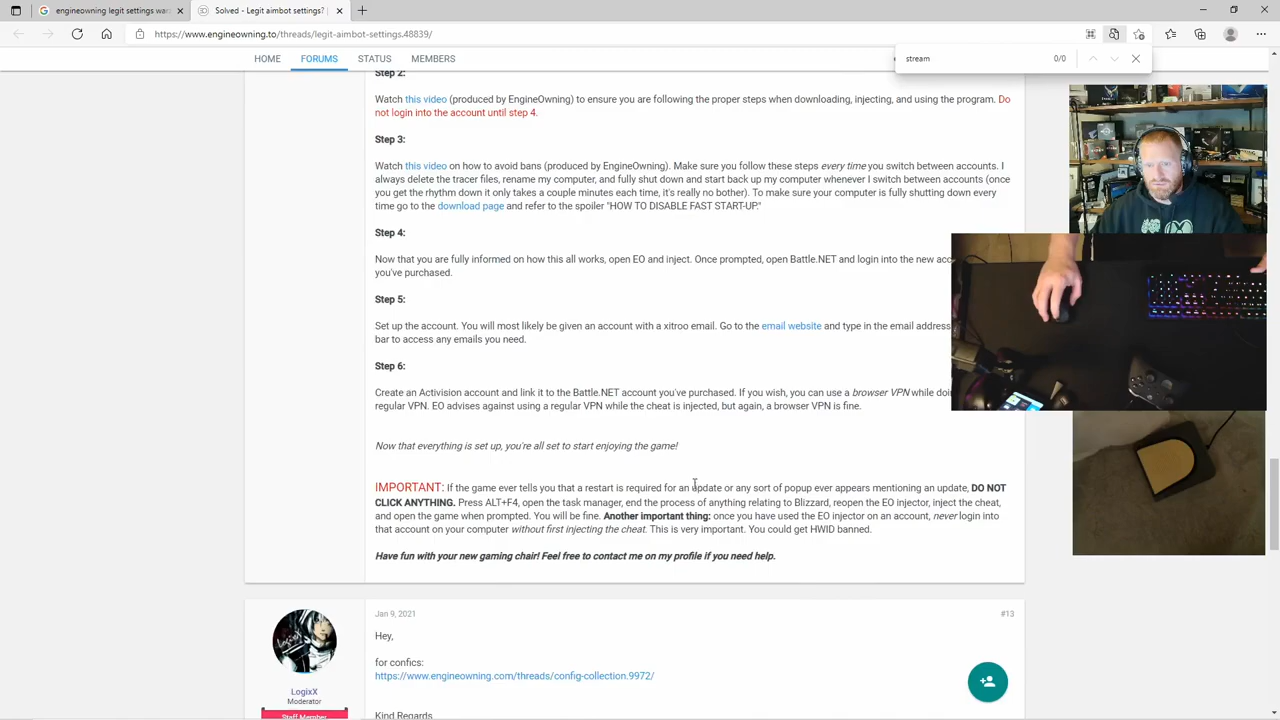 engineowning legit settings wa
Solved - Legit Aimbot-Settings. |
https://www.engineowning.to/threads/legit-aimbot-settings.48839/
stream
0/0
HOME
FORUMS
STATUS
MEMBERS
Step 2:
Watch this video (produced by EngineOwning) to ensure you are following the proper steps when downloading, injecting, and using the program. Do
not login into the account until step 4.
Step 3:
Watch this video on how to avoid bans (produced by EngineOwning). Make sure you follow these steps every time you switch between accounts. I
always delete the tracer files, rename my computer, and fully shut down and start back up my computer whenever I switch between accounts (once
you get the rhythm down it only takes a couple minutes each time, it's really no bother). To make sure your computer is fully shutting down every
time go to the download page and refer to the spoiler "HOW TO DISABLE FAST START-UP."
Step 4:
Now that you are fully informed on how this all works, open EO and inject. Once prompted, open Battle.NET and login into the new acc
you've purchased.
Step 5:
Set up the account. You will most likely be given an account with a xitroo email. Go to the email website and type in the email address
bar to access any emails you need.
Step 6:
Create an Activision account and link it to the Battle.NET account you've purchased. If you wish, you can use a browser VPN while doi
regular VPN. EO advises against using a regular VPN while the cheat is injected, but again, a browser VPN is fine.
Now that everything is set up, you're all set to start enjoying the game!
IMPORTANT: If the game ever tells you that a restart is required for an update or any sort of popup ever appears mentioning an update, DO NOT
CLICK ANYTHING. Press ALT+F4, open the task manager, end the process of anything relating to Blizzard, reopen the EO injector, inject the cheat,
and open the game when prompted. You will be fine. Another important thing: once you have used the EO injector on an account, never login into
that account on your computer without first injecting the cheat. This is very important. You could get HWID banned.
Have fun with your new gaming chair! Feel free to contact me on my profile if you need help.
Jan 9, 2021
#13
Hey,
for confics:
https://www.engineowning.com/threads/config-collection.9972/
Kind Regards
LogixX
Moderator
Staff Member